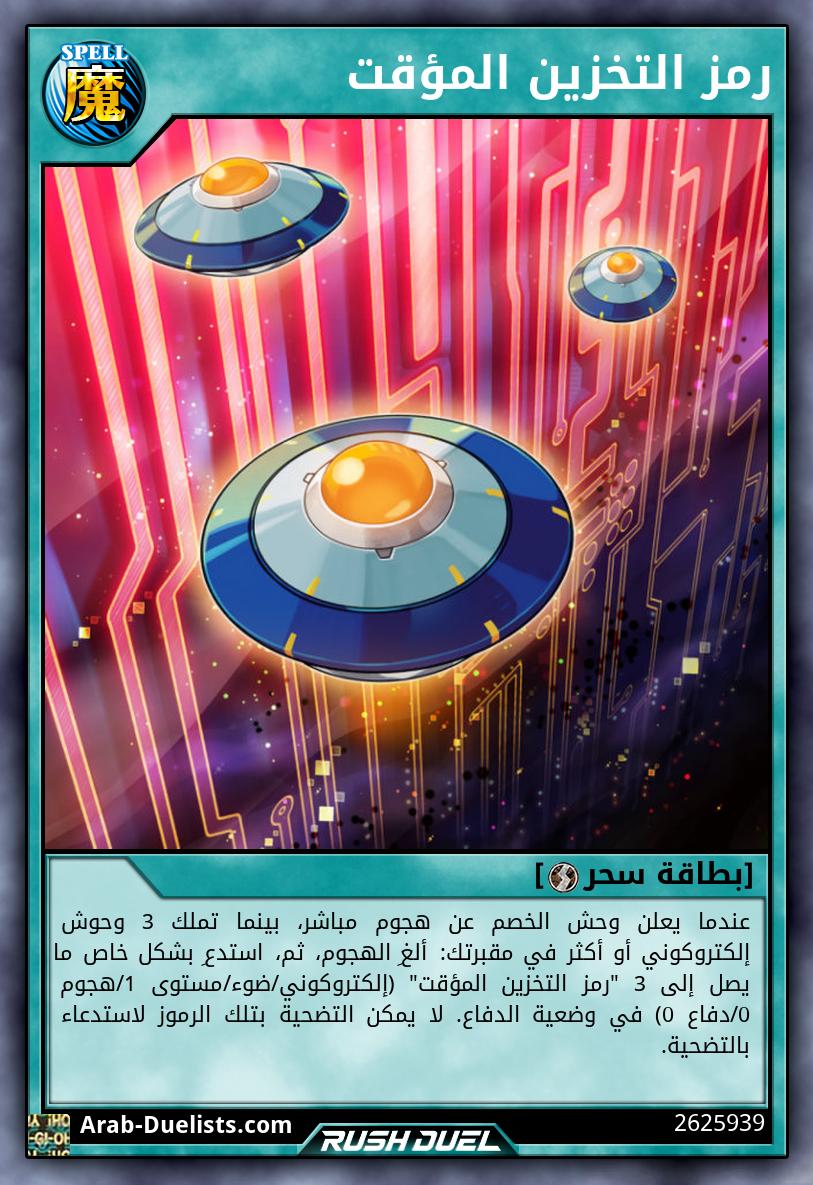 SPELL
魔
رمز التخزين المؤقت
[بطاقة سحر]
عندما يعلن وحش الخصم عن هجوم مباشر، بينما تملك 3 وحوش
إلكتروكوني أو أكثر في مقبرتك: ألغِ الهجوم، ثم، استدعِ بشكل خاص ما
يصل إلى 3 "رمز التخزين المؤقت" (إلكتروكوني/ضوء/مستوى 1/هجوم
0/دفاع 0) في وضعية الدفاع. لا يمكن التضحية بتلك الرموز لاستدعاء
بالتضحية.
Arab-Duelists.com
RUSH DUEL
2625939